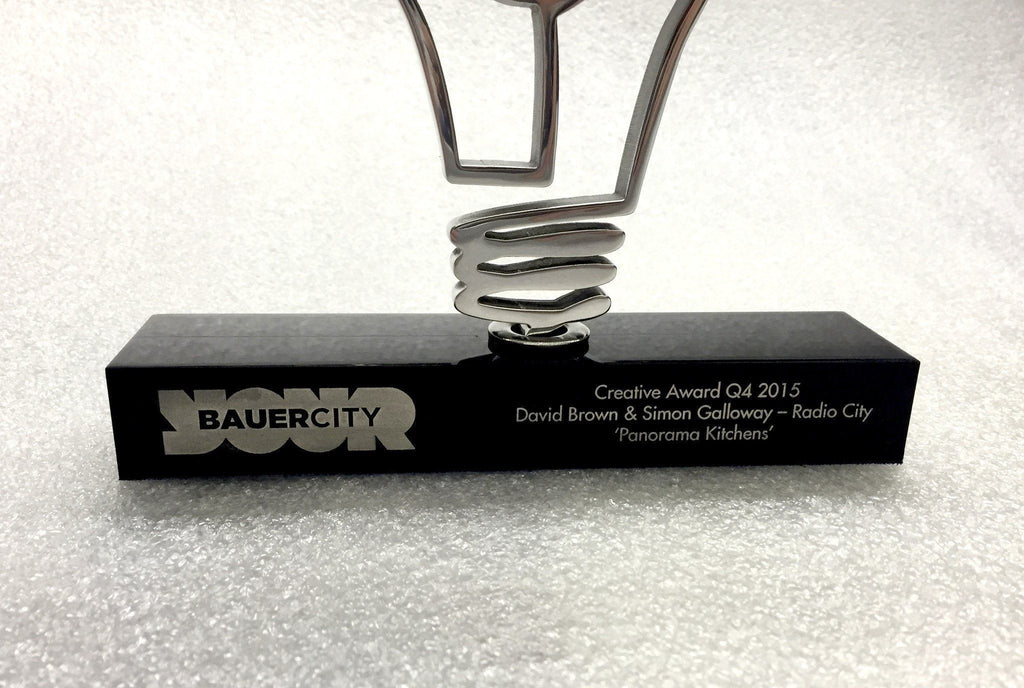 YOUR
BAUERCITY
Creative Award Q4 2015
David Brown & Simon Galloway – Radio City
'Panorama Kitchens'